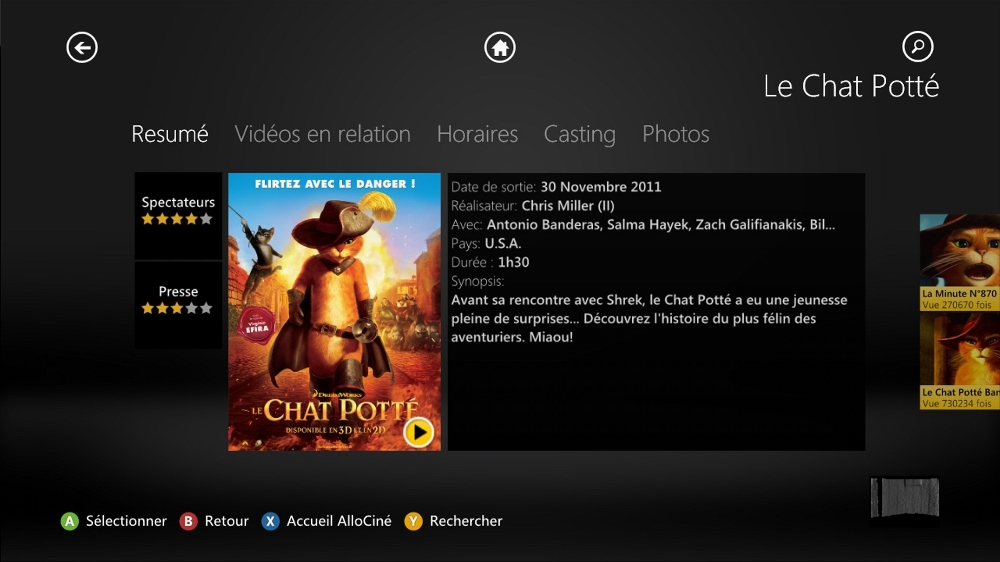 Le Chat Potté
Resumé Vidéos en relation Horaires Casting Photos
Spectateurs
Presse
FLIRTEZ AVEC LE DANGER !
Virginie
EFIRA
DREAMWORKS
LE CHAT POTTÉ
DISPONIBLE EN 3D ET EN 2D
Date de sortie: 30 Novembre 2011
Réalisateur: Chris Miller (II)
Avec: Antonio Banderas, Salma Hayek, Zach Galifianakis, Bil...
Pays: U.S.A.
Durée : 1h30
Synopsis:
Avant sa rencontre avec Shrek, le Chat Potté a eu une jeunesse
pleine de surprises... Découvrez l'histoire du plus félin des
aventuriers. Miaou!
La Minute N°870
Vue 270670 fois
Le Chat Potté Ban
Vue 730234 fois
A Sélectionner B Retour X Accueil AlloCiné Y Rechercher